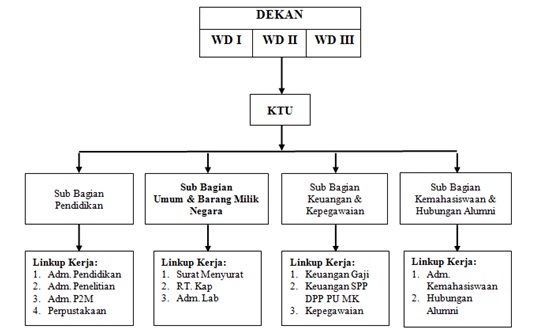 DEKAN
WD I WD II WD III
KTU
Sub Bagian
Pendidikan
Sub Bagian
Umum & Barang Milik
Negara
Sub Bagian
Keuangan &
Kepegawaian
Sub Bagian
Kemahasiswaan &
Hubungan Alumni
Linkup Kerja:
1. Adm. Pendidikan
2. Adm. Penelitian
3. Adm. P2M
4. Perpustakaan
Linkup Kerja:
1. Surat Menyurat
2. RT. Kap
3. Adm. Lab
Linkup Kerja:
1. Keuangan Gaji
2. Keuangan SPP
DPP PU MK
3. Kepegawaian
Linkup Kerja:
1. Adm.
Kemahasiswaan
2. Hubungan
Alumni